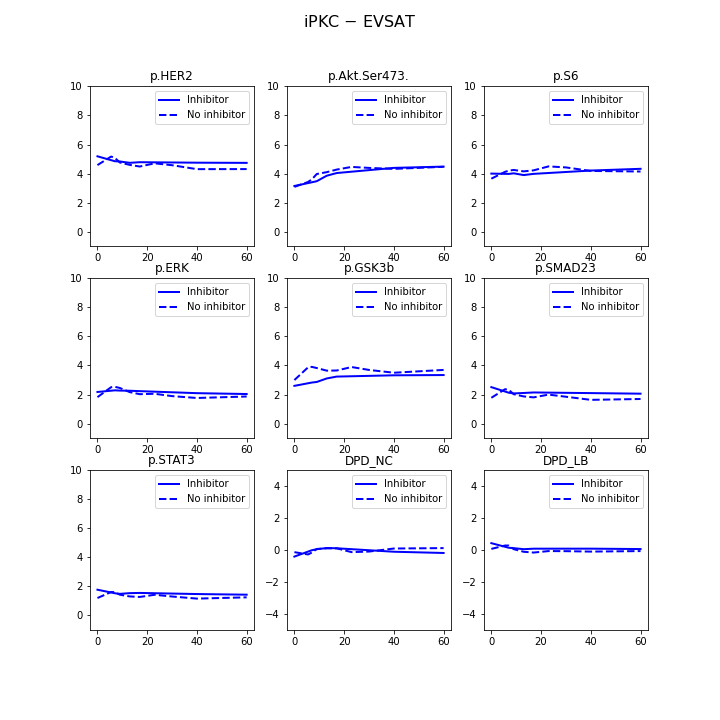 iPKC − EVSAT
p.HER2
p.Akt.Ser473.
p.S6
10
8
6
4
2
0
Inhibitor
No inhibitor
0 20 40 60
10
8
6
4
2
0
Inhibitor
No inhibitor
0 20 40 60
10
8
6
4
2
0
Inhibitor
No inhibitor
0 20 40 60
p.ERK
p.GSK3b
p.SMAD23
10
8
6
4
2
0
Inhibitor
No inhibitor
0 20 40 60
10
8
6
4
2
0
Inhibitor
No inhibitor
0 20 40 60
10
8
6
4
2
0
Inhibitor
No inhibitor
0 20 40 60
p.STAT3
DPD_NC
DPD_LB
10
8
6
4
2
0
Inhibitor
No inhibitor
0 20 40 60
4
2
0
−2
−4
Inhibitor
No inhibitor
0 20 40 60
4
2
0
−2
−4
Inhibitor
No inhibitor
0 20 40 60